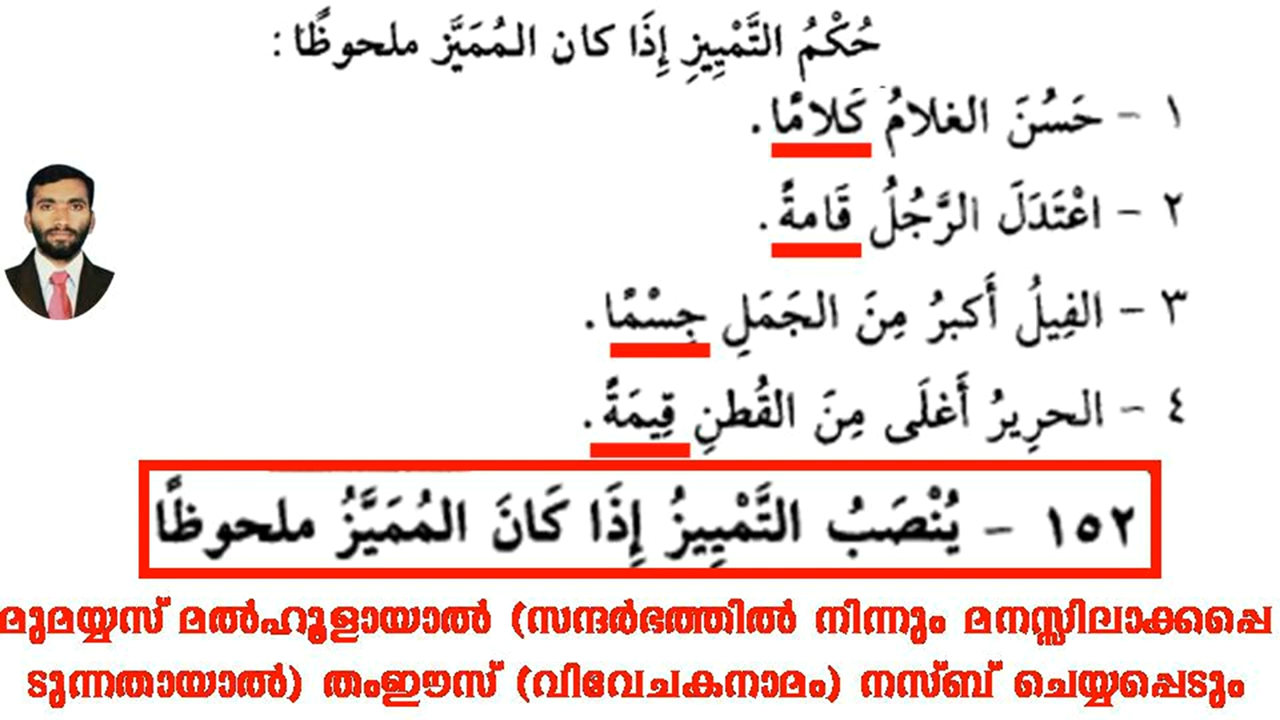 حُكْمُ التَّمْيِيزِ إِذَا كان المُمَيَّز ملحوظًا :
١ - حَسُنَ الغلامُ كَلامًا .
٢ - اعْتَدَلَ الرَّجُلُ قَامةً .
٣ - الفِيلُ أَكبرُ مِنَ الجَمَلِ جِسْمًا .
٤ - الحرِيرُ أَغلَى مِنَ القُطنِ قِيمَةً .
١٥٢ - يُنْصَبُ التَّمْيِيزُ إِذَا كَانَ المُمَيَّزُ ملحوظًا
മുമയ്യസ് മൽഹൂളായാൽ (സന്ദർഭത്തിൽ നിന്നും മനസ്സിലാക്കപ്പെ
ടുന്നതായാൽ) തംഈസ് (വിവേചകനാമം) നസ്ബ് ചെയ്യപ്പെടും